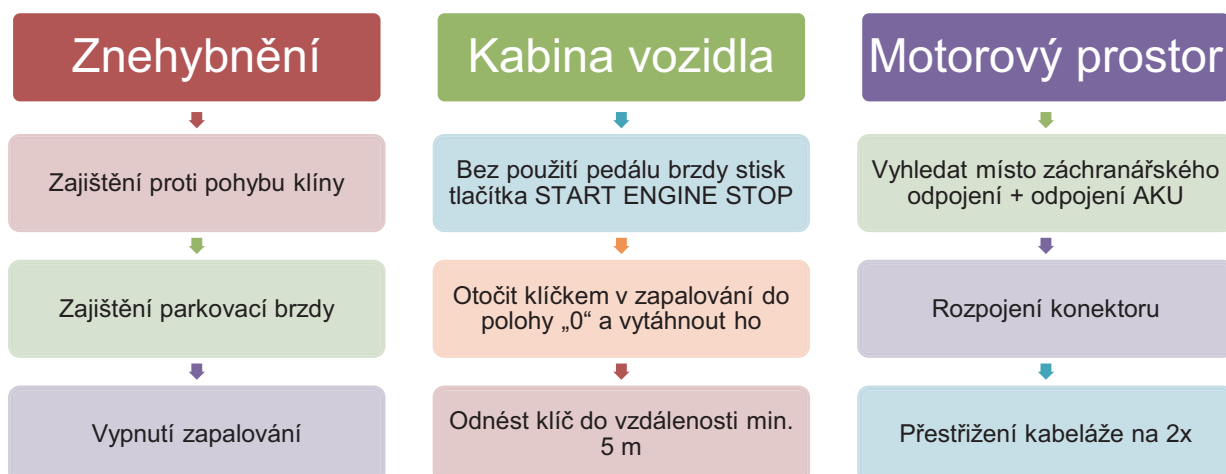 Znehybnění
Zajištění proti pohybu klíny
Zajištění parkovací brzdy
Vypnutí zapalování
Kabina vozidla
Bez použití pedálu brzdy stisk
tlačítka START ENGINE STOP
Otočit klíčkem v zapalování do
polohy „0“ a vytáhnout ho
Odnést klíč do vzdálenosti min.
5 m
Motorový prostor
Vyhledat místo záchranářského
odpojení + odpojení AKU
Rozpojení konektoru
Přestřižení kabeláže na 2x